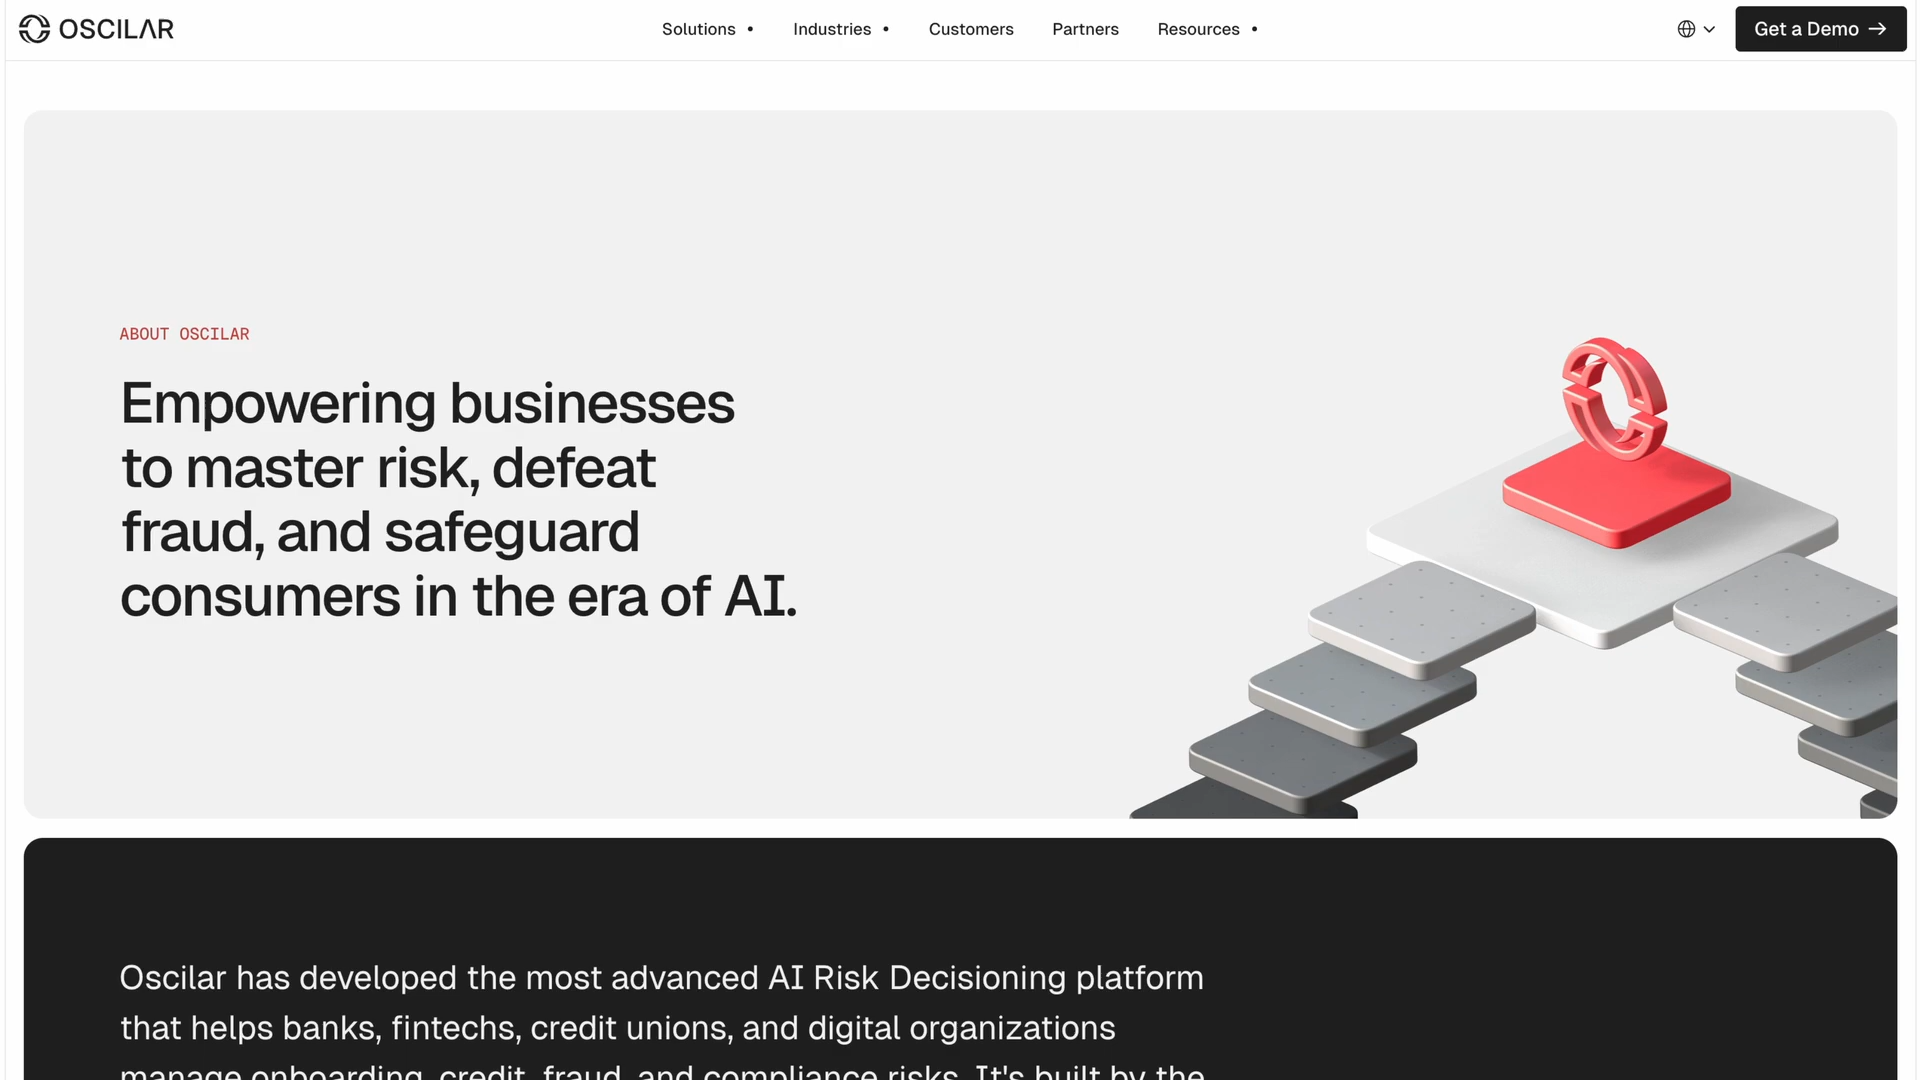 OSCILAR
Solutions • Industries • Customers Partners Resources •
Get a Demo →
ABOUT OSCILAR
Empowering businesses
to master risk, defeat
fraud, and safeguard
consumers in the era of AI.
Oscilar has developed the most advanced AI Risk Decisioning platform
that helps banks, fintechs, credit unions, and digital organizations
manage onboarding, credit, fraud, and compliance risks. It's built by the